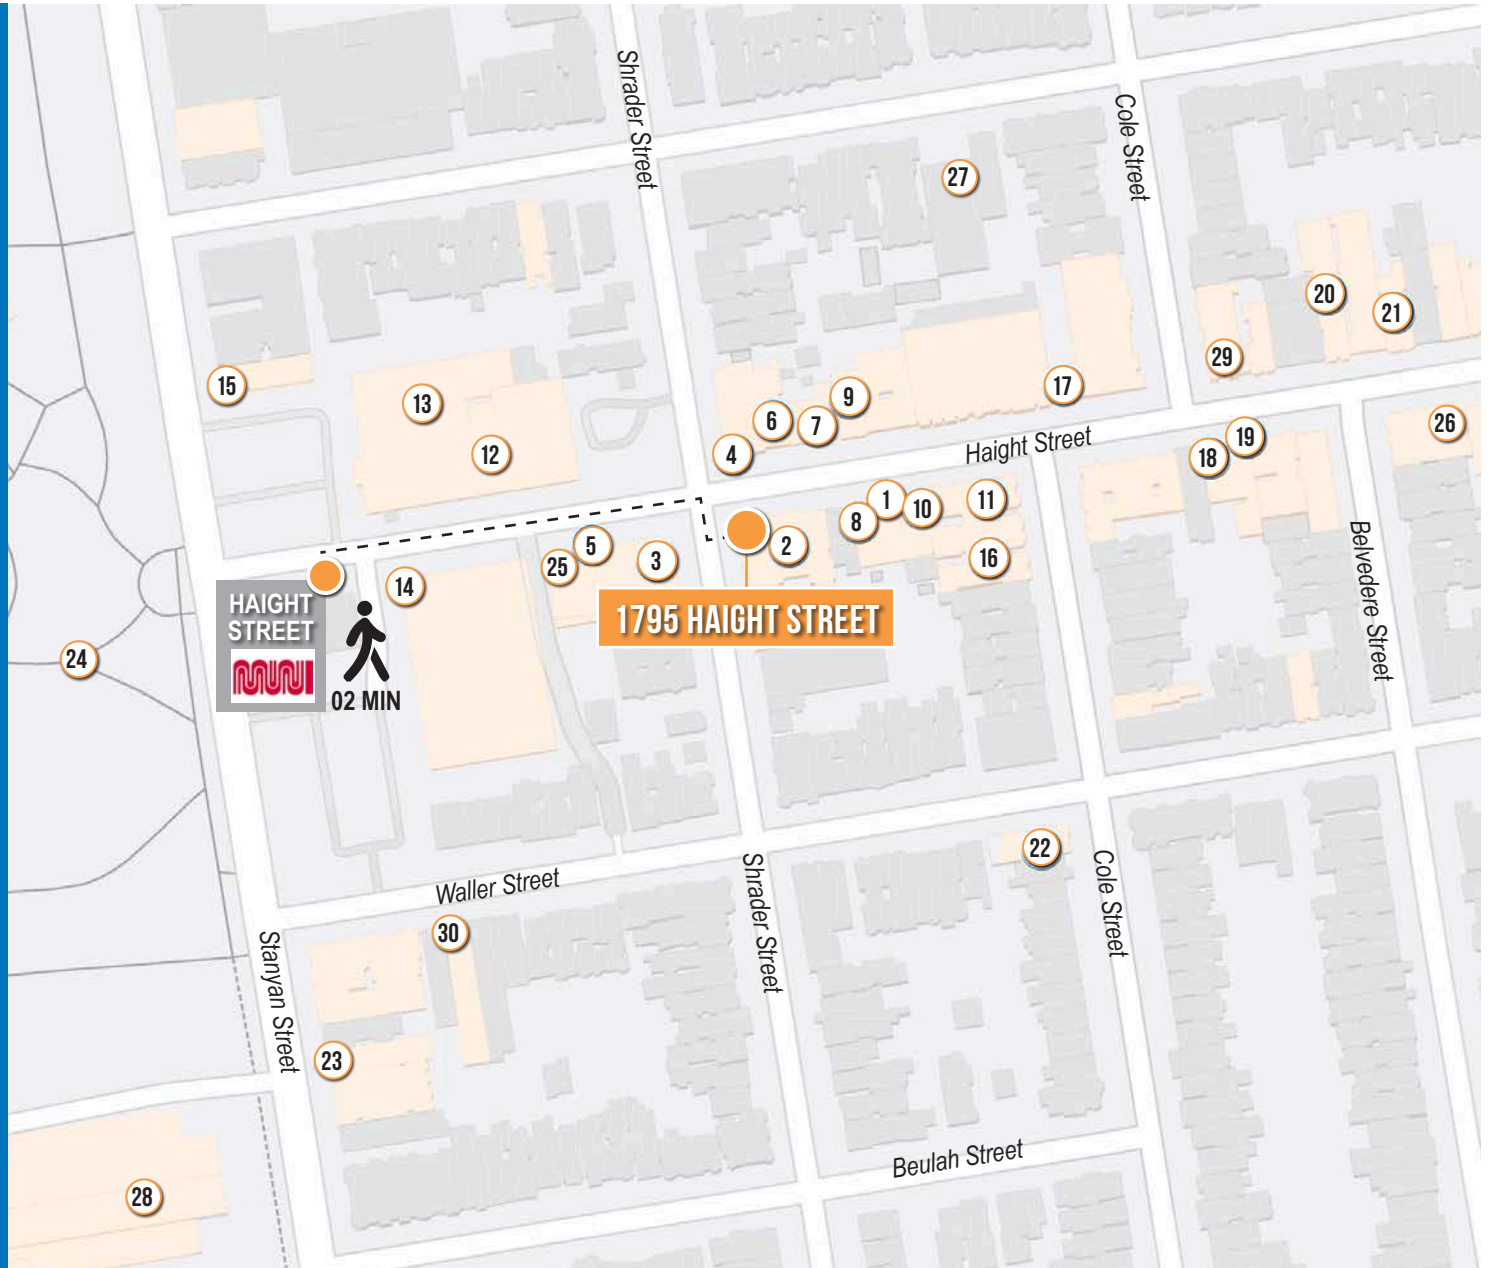 Shrader Street
Cole Street
27
20
21
29
15
13
9
17
6
7
26
12
4
Haight Street
19
18
1
11
8
10
5
2
3
25
16
14
Belvedere Street
HAIGHT
STREET
MUNI
02 MIN
1795 HAIGHT STREET
24
22
Waller Street
Shrader Street
Cole Street
30
Stanyan Street
23
Beulah Street
28